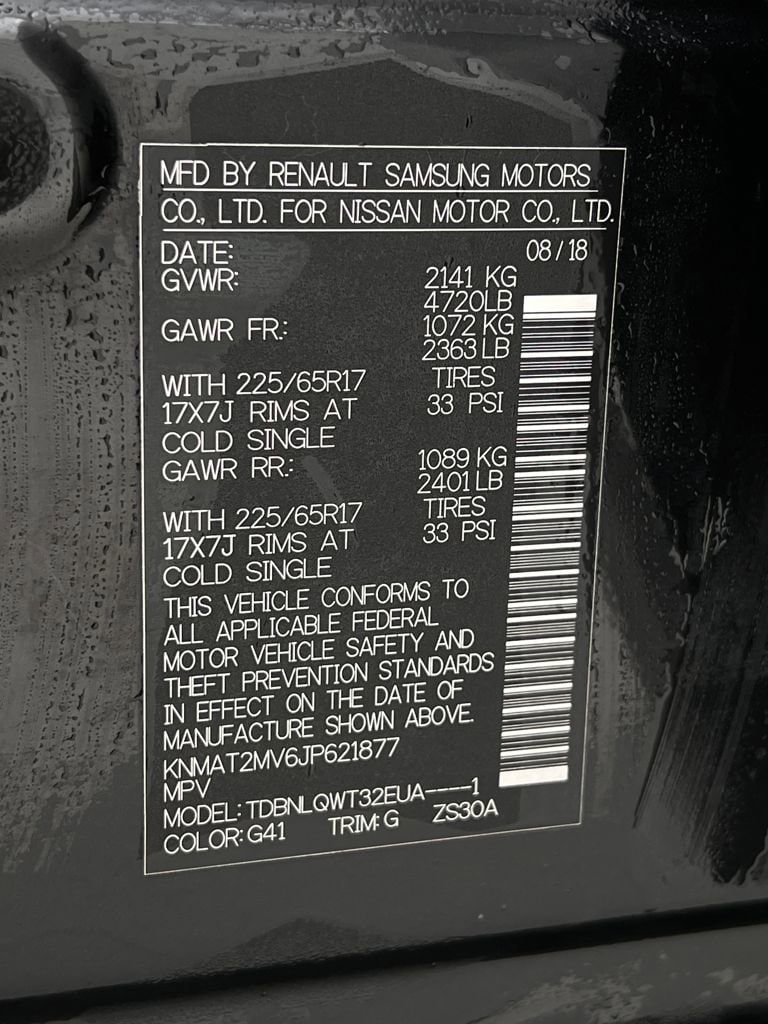 MFD BY RENAULT SAMSUNG MOTORS
CO., LTD. FOR NISSAN MOTOR CO., LTD.
DATE: 08/18
GVWR: 2141 KG
4720LB
GAWR FR.: 1072 KG
2363 LB
WITH 225/65R17 TIRES
17X7J RIMS AT 33 PSI
COLD SINGLE
GAWR RR.: 1089 KG
2401 LB
WITH 225/65R17 TIRES
17X7J RIMS AT 33 PSI
COLD SINGLE
THIS VEHICLE CONFORMS TO
ALL APPLICABLE FEDERAL
MOTOR VEHICLE SAFETY AND
THEFT PREVENTION STANDARDS
IN EFFECT ON THE DATE OF
MANUFACTURE SHOWN ABOVE.
KNMAT2MV6JP621877
MPV
MODEL: TDBNLQWT32EUA----1
COLOR: G41 TRIM: G ZS30A